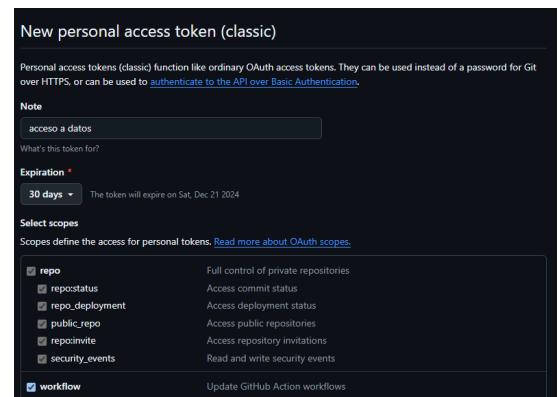 New personal access token (classic)
Personal access tokens (classic) function like ordinary OAuth access tokens. They can be used instead of a password for Git
over HTTPS, or can be used to authenticate to the API over Basic Authentication.
Note
acceso a datos
What's this token for?
Expiration *
30 days The token will expire on Sat, Dec 21 2024
Select scopes
Scopes define the access for personal tokens. Read more about OAuth scopes.
repo Full control of private repositories
repo:status Access commit status
repo_deployment Access deployment status
public_repo Access public repositories
repo:invite Access repository invitations
security_events Read and write security events
workflow Update GitHub Action workflows